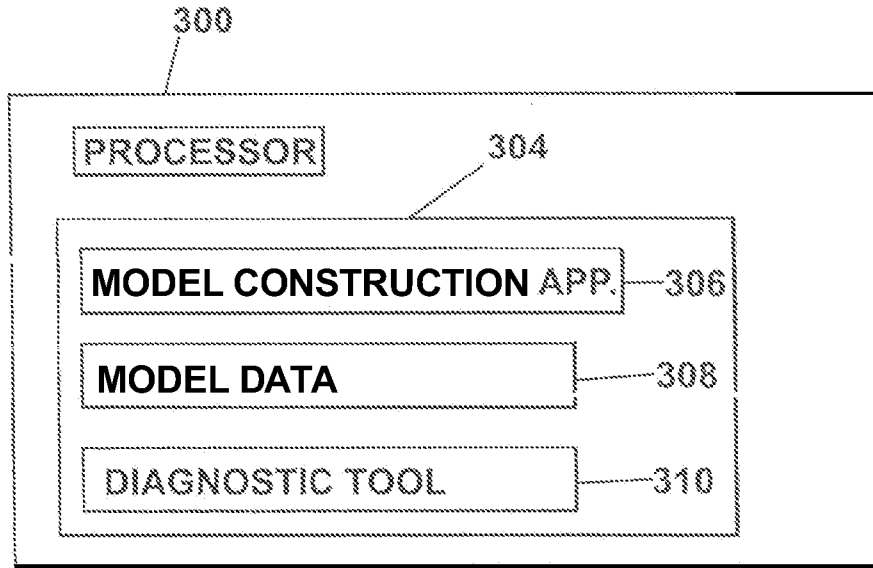 300
PROCESSOR
304
MODEL CONSTRUCTION APP.
306
MODEL DATA
308
DIAGNOSTIC TOOL
310